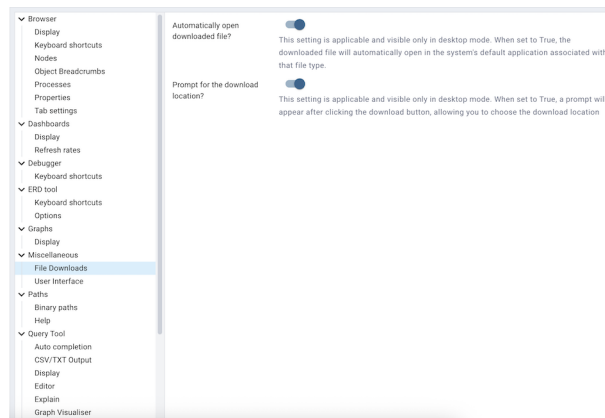 Browser
Display
Keyboard shortcuts
Nodes
Object Breadcrumbs
Processes
Properties
Tab settings
Dashboards
Display
Refresh rates
Debugger
Keyboard shortcuts
ERD tool
Keyboard shortcuts
Options
Graphs
Display
Miscellaneous
File Downloads
User Interface
Paths
Binary paths
Help
Query Tool
Auto completion
CSV/TXT Output
Display
Editor
Explain
Graph Visualiser
Automatically open
downloaded file?
This setting is applicable and visible only in desktop mode. When set to True, the
downloaded file will automatically open in the system's default application associated with
that file type.
Prompt for the download
location?
This setting is applicable and visible only in desktop mode. When set to True, a prompt will
appear after clicking the download button, allowing you to choose the download location